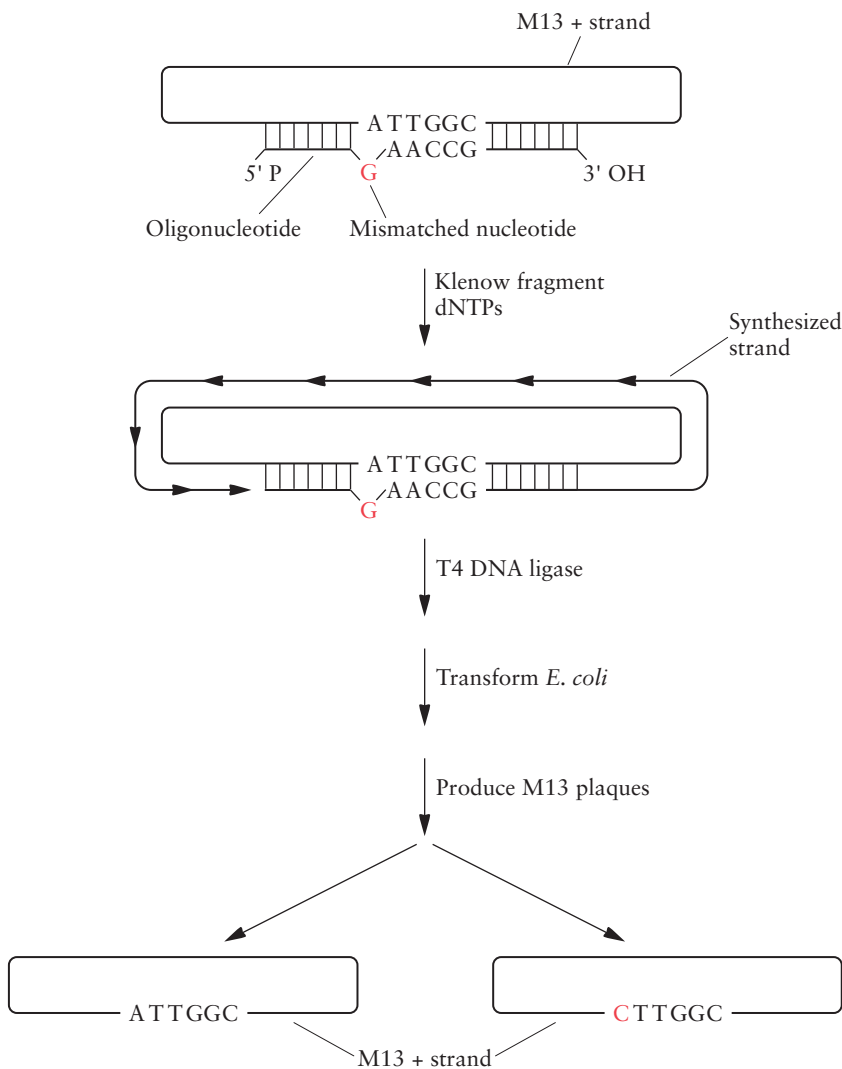 M13 + strand
ATTGGC
AACCG
5' P
G
3' OH
Oligonucleotide
Mismatched nucleotide
Klenow fragment
dNTPs
Synthesized
strand
ATTGGC
AACCG
G
T4 DNA ligase
Transform E. coli
Produce M13 plaques
ATTGGC
CTTGGC
M13 + strand